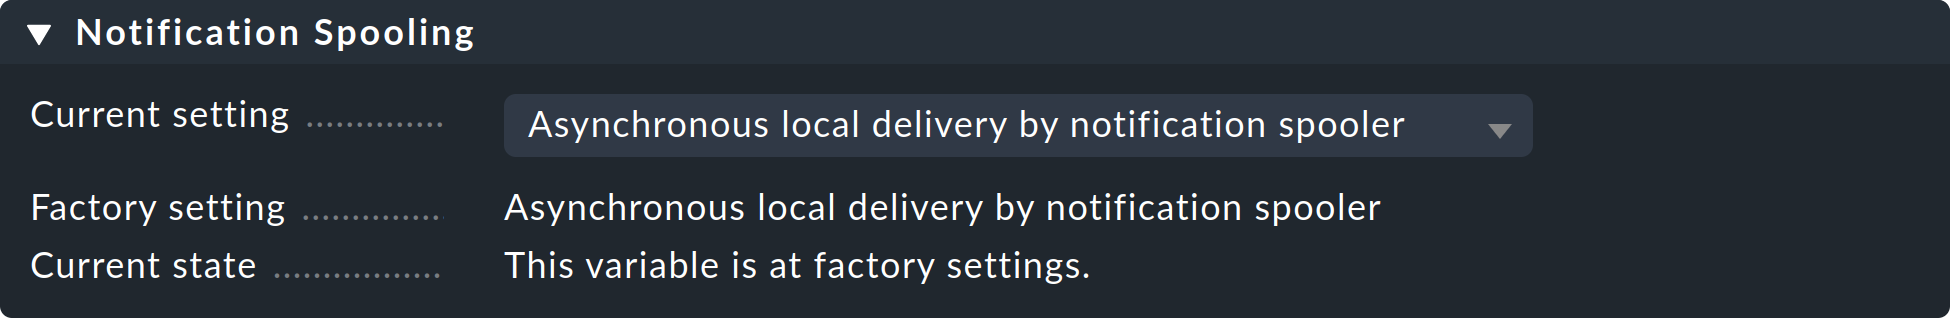 Notification Spooling
Current setting Asynchronous local delivery by notification spooler
Factory setting Asynchronous local delivery by notification spooler
Current state This variable is at factory settings.